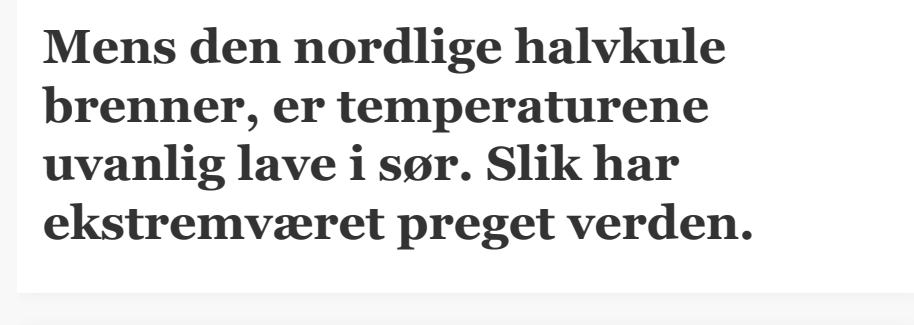 Mens den nordlige halvkule
brenner, er temperaturene
uvanlig lave i sør. Slik har
ekstremværet preget verden.